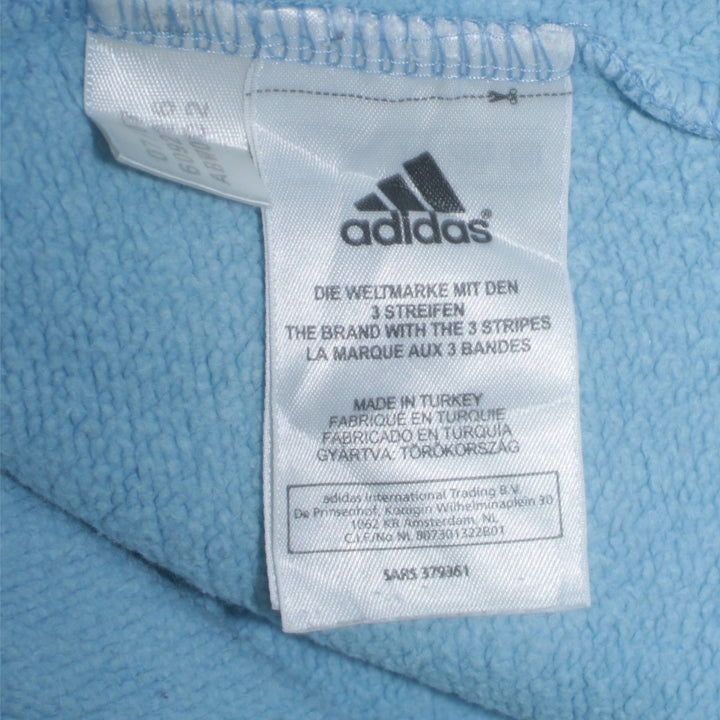 adidas®
DIE WELTMARKE MIT DEN
3 STREIFEN
THE BRAND WITH THE 3 STRIPES
LA MARQUE AUX 3 BANDES
MADE IN TURKEY
FABRIQUÉ EN TURQUIE
FABRICADO EN TURQUÍA
GYÁRTVA: TÖRÖKORSZÁG
adidas International Trading B.V.
De Prinsenhof, Koningin Wilhelminaplein 30
1062 KR Amsterdam, NL
C.I.F/No NL 807301322B01
SARS 379361